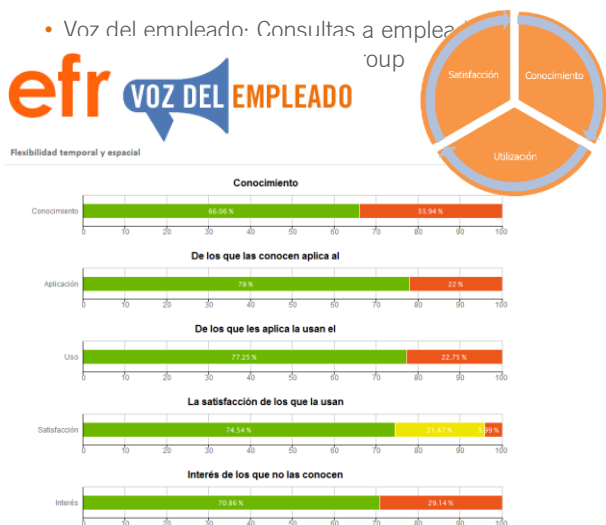 • Voz del empleado: Consultas a
oup
efr VOZ DEL EMPLEADO
Satisfacción
Conocimiento
Utilización
Flexibilidad temporal y espacial
Conocimiento
Conocimiento 66.06 % 33.94 %
0 10 20 30 40 50 60 70 80 90 100
De los que las conocen aplica al
Aplicación 78 % 22 %
0 10 20 30 40 50 60 70 80 90 100
De los que les aplica la usan el
Uso 77.25 % 22.75 %
0 10 20 30 40 50 60 70 80 90 100
La satisfacción de los que la usan
Satisfacción 74.54 % 21.47 % 3.99 %
0 10 20 30 40 50 60 70 80 90 100
Interés de los que no las conocen
Interés 70.86 % 29.14 %
0 10 20 30 40 50 60 70 80 90 100